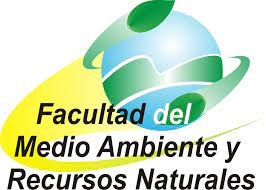 Facultad del
Medio Ambiente y
Recursos Naturales